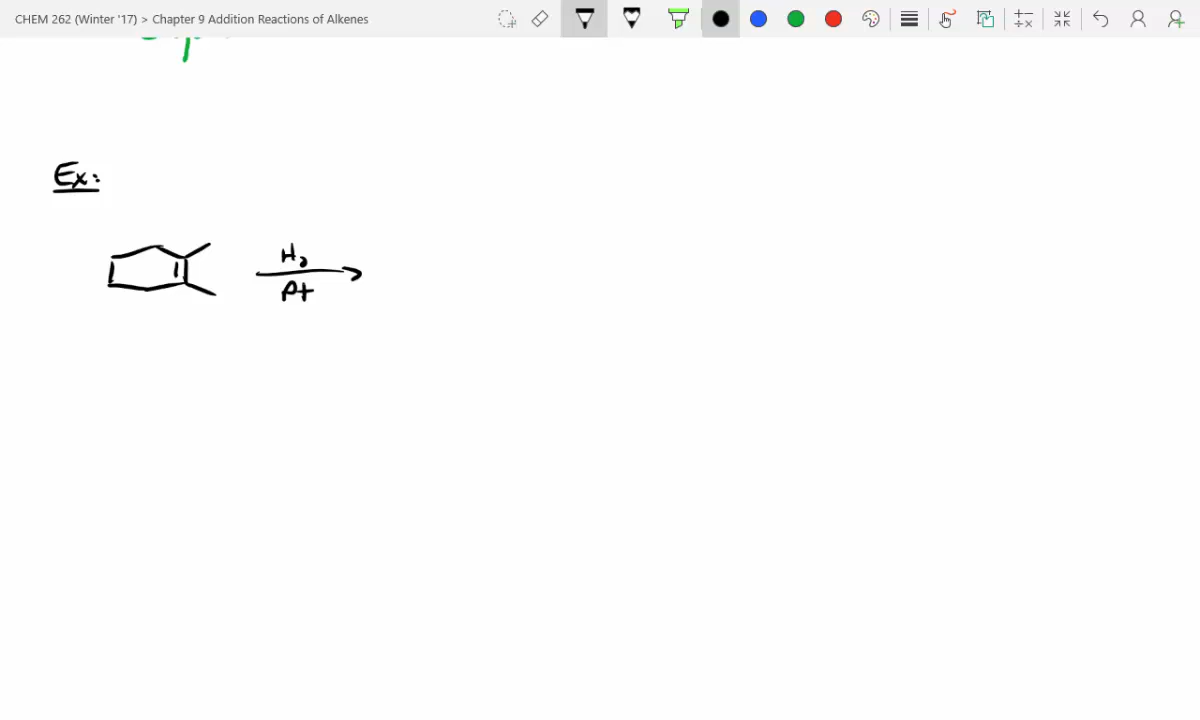 CHEM 262 (Winter '17) > Chapter 9 Addition Reactions of Alkenes
Ex:
H₂
Pt